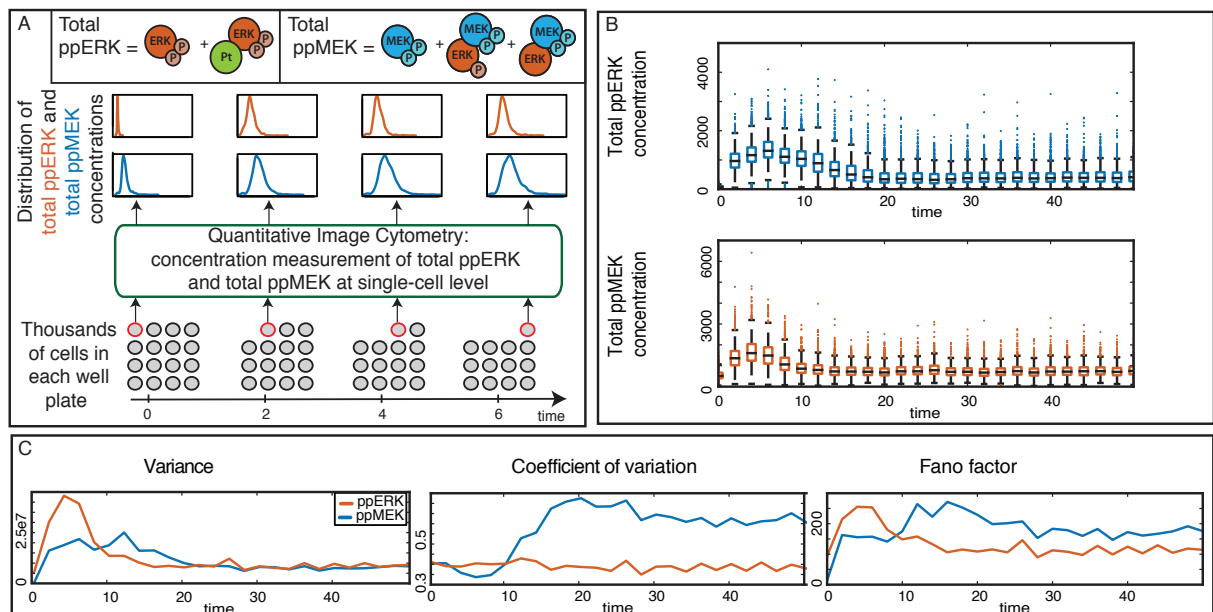 A
Total
ppERK =
ERK
P
P
+
ERK
P
P
Pt
Total
ppMEK =
MEK
P
P
+
MEK
P
P
ERK
P
+
MEK
P
P
ERK
Distribution of
total ppERK and
total ppMEK
concentrations
Quantitative Image Cytometry:
concentration measurement of total ppERK
and total ppMEK at single-cell level
Thousands
of cells in
each well
plate
0 2 4 6 time
B
Total ppERK
concentration
0 2000 4000
0 10 20 30 40
time
Total ppMEK
concentration
0 3000 6000
0 10 20 30 40
time
C
Variance
ppERK
ppMEK
0 2.5e7
0 10 20 30 40
time
Coefficient of variation
0.3 0.5
0 10 20 30 40
time
Fano factor
0 200
0 10 20 30 40
time